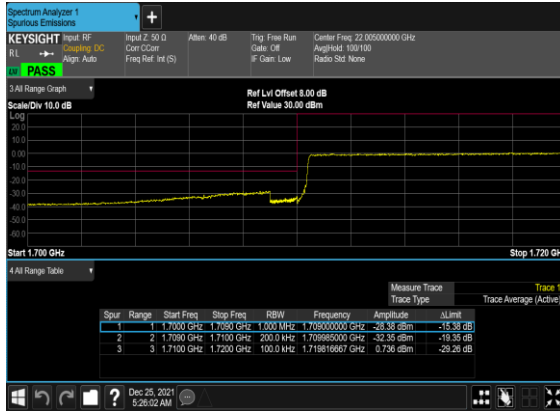 Spectrum Analyzer 1
Spurious Emissions
+
KEYSIGHT Input: RF Input Z: 50 Ω Atten: 40 dB Trig: Free Run Center Freq: 22.005000000 GHz
RL Coupling: DC Corr CCorr Gate: Off Avg|Hold: 100/100
Align: Auto Freq Ref: Int (S) IF Gain: Low Radio Std: None
PASS
3 All Range Graph
Ref Lvl Offset 8.00 dB
Scale/Div 10.0 dB Ref Value 30.00 dBm
Log
20.0
10.0
0.00
-10.0
-20.0
-30.0
-40.0
-50.0
-60.0
Start 1.700 GHz Stop 1.720 GH
4 All Range Table
Measure Trace Trace 1
Trace Type Trace Average (Active)
Spur Range Start Freq Stop Freq RBW Frequency Amplitude ΔLimit
1 1 1.7000 GHz 1.7090 GHz 1.000 MHz 1.709000000 GHz -28.38 dBm -15.38 dB
2 2 1.7090 GHz 1.7100 GHz 200.0 kHz 1.709985000 GHz -32.35 dBm -19.35 dB
3 3 1.7100 GHz 1.7200 GHz 100.0 kHz 1.719816667 GHz 0.736 dBm -29.26 dB
? Dec 25, 2021
5:26:02 AM